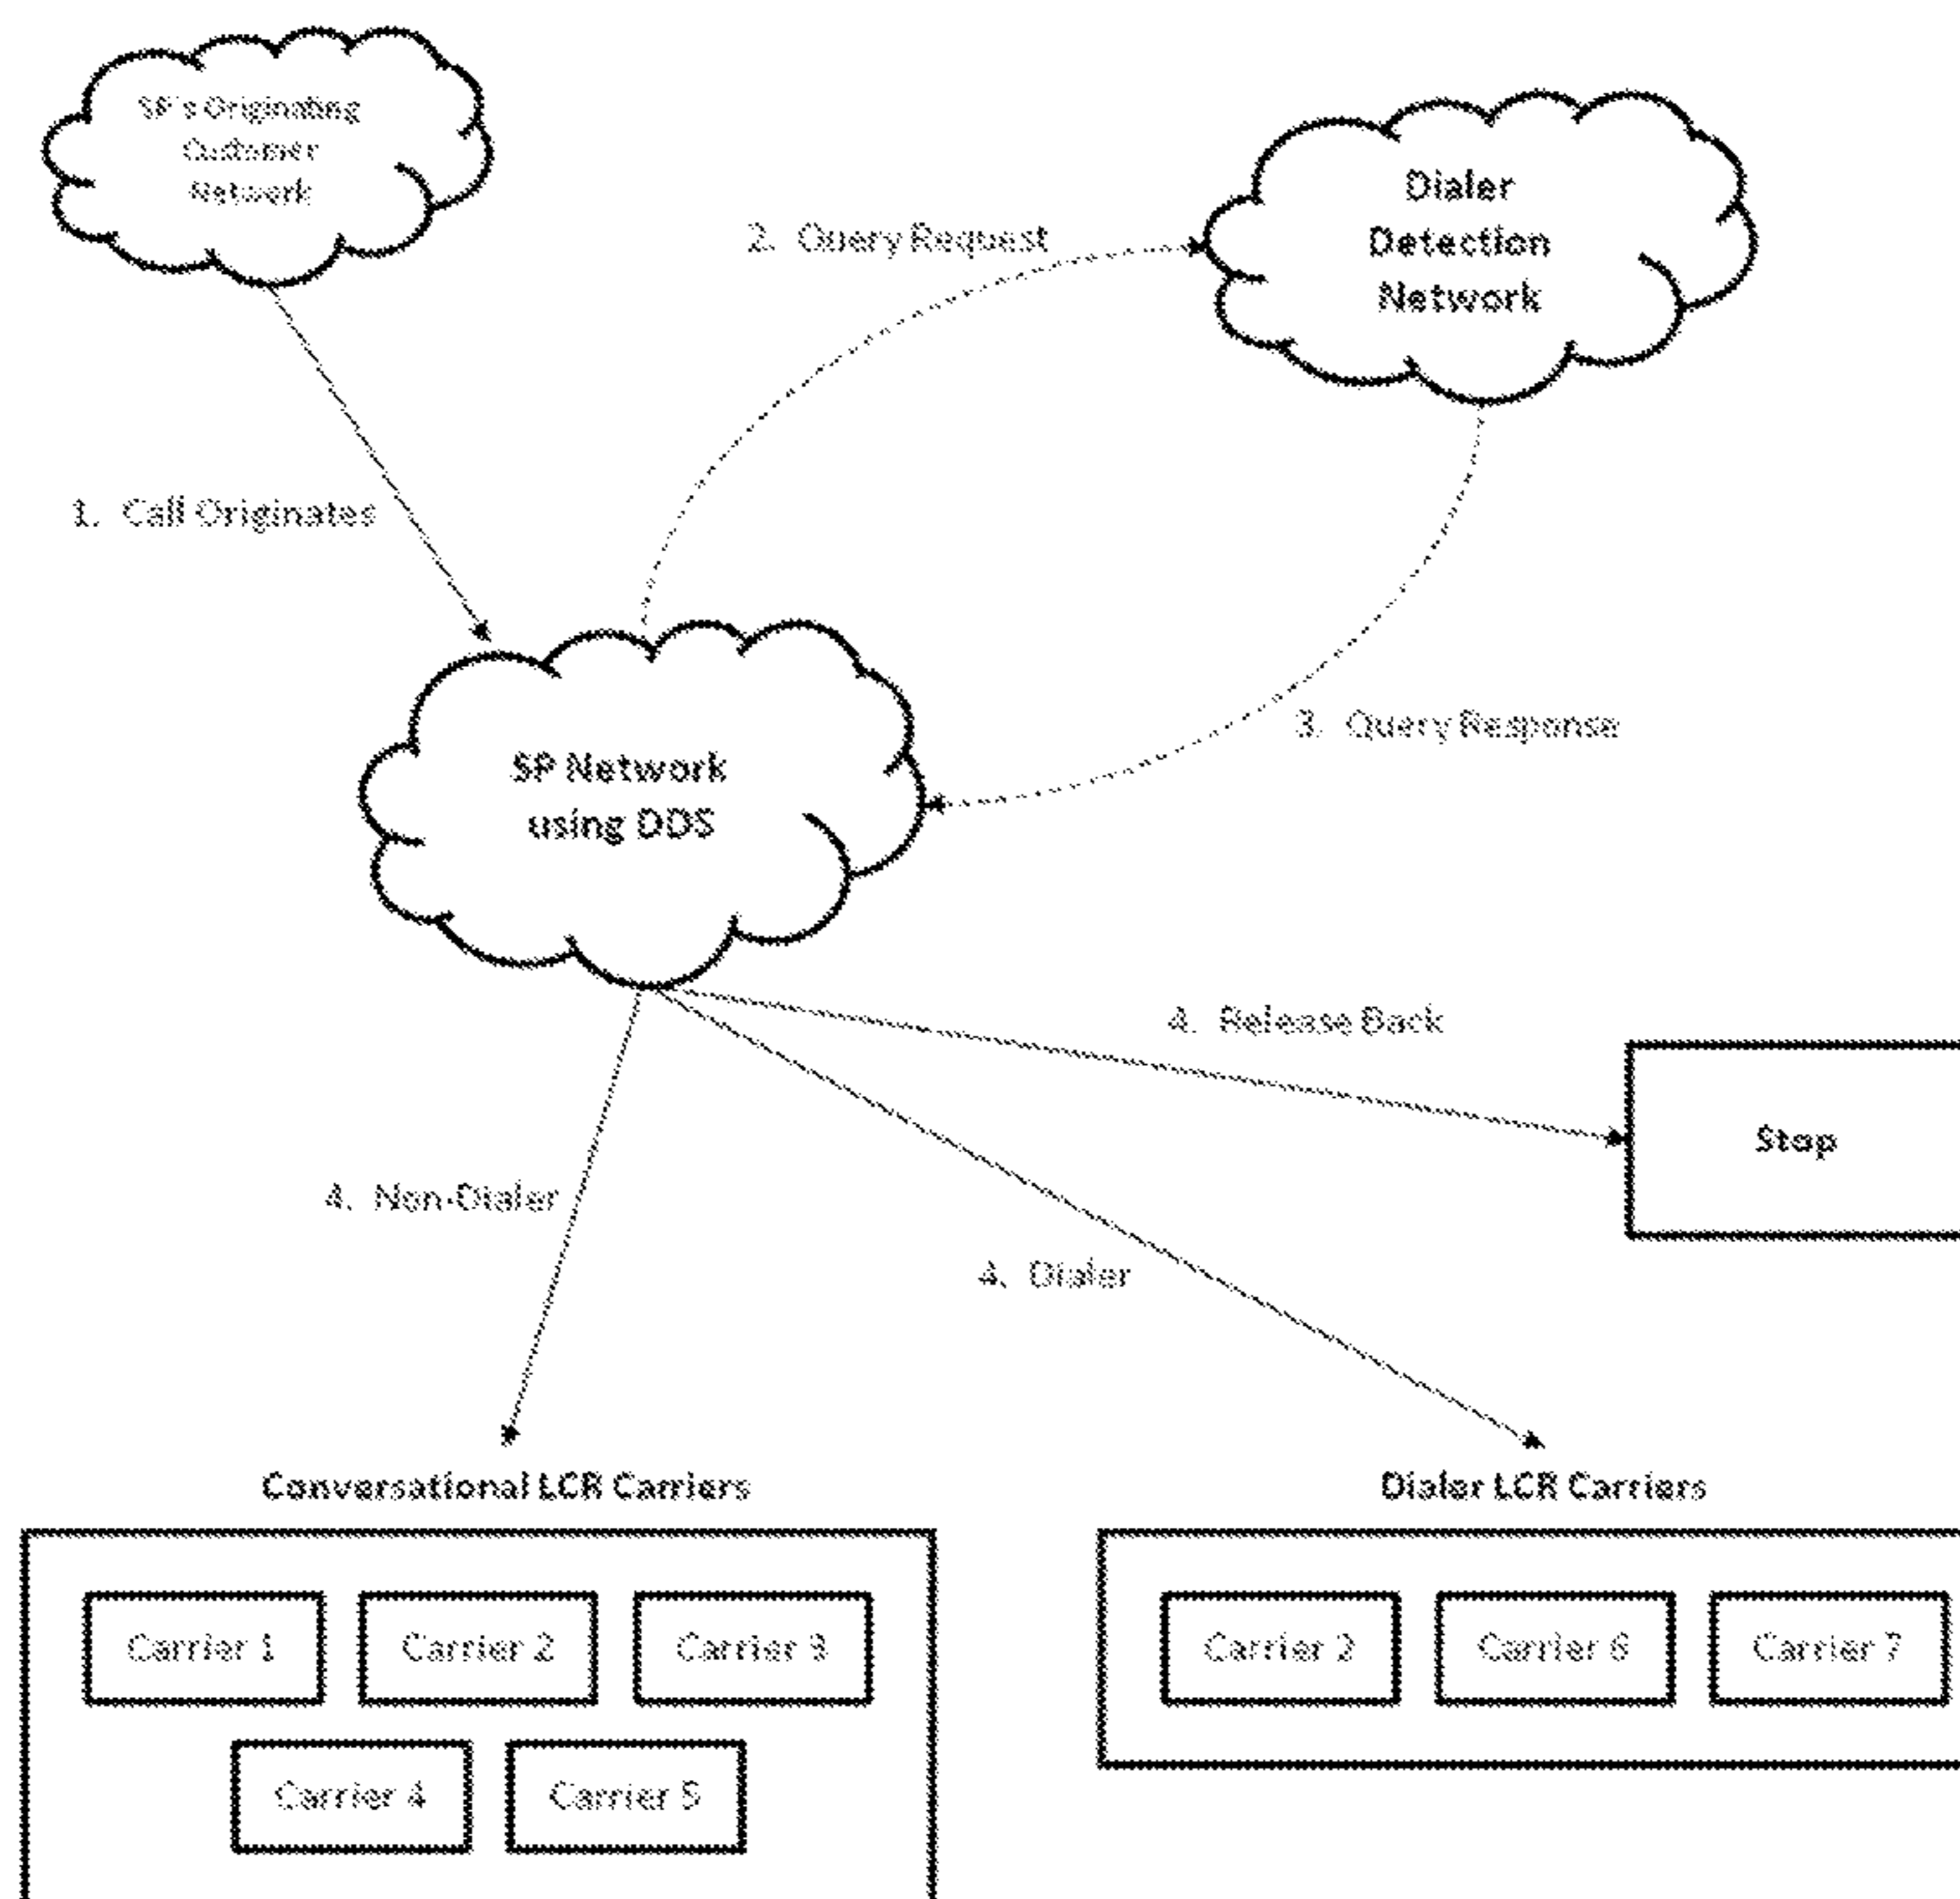 SP's Originating
Customer
Network
Dialer
Detection
Network
2. Query Request
1. Call Originates
3. Query Response
SP Network
using DDS
4. Release Back
Stop
4. Non-Dialer
4. Dialer
Conversational LCR Carriers
Dialer LCR Carriers
Carrier 1
Carrier 2
Carrier 3
Carrier 2
Carrier 6
Carrier 7
Carrier 4
Carrier 5